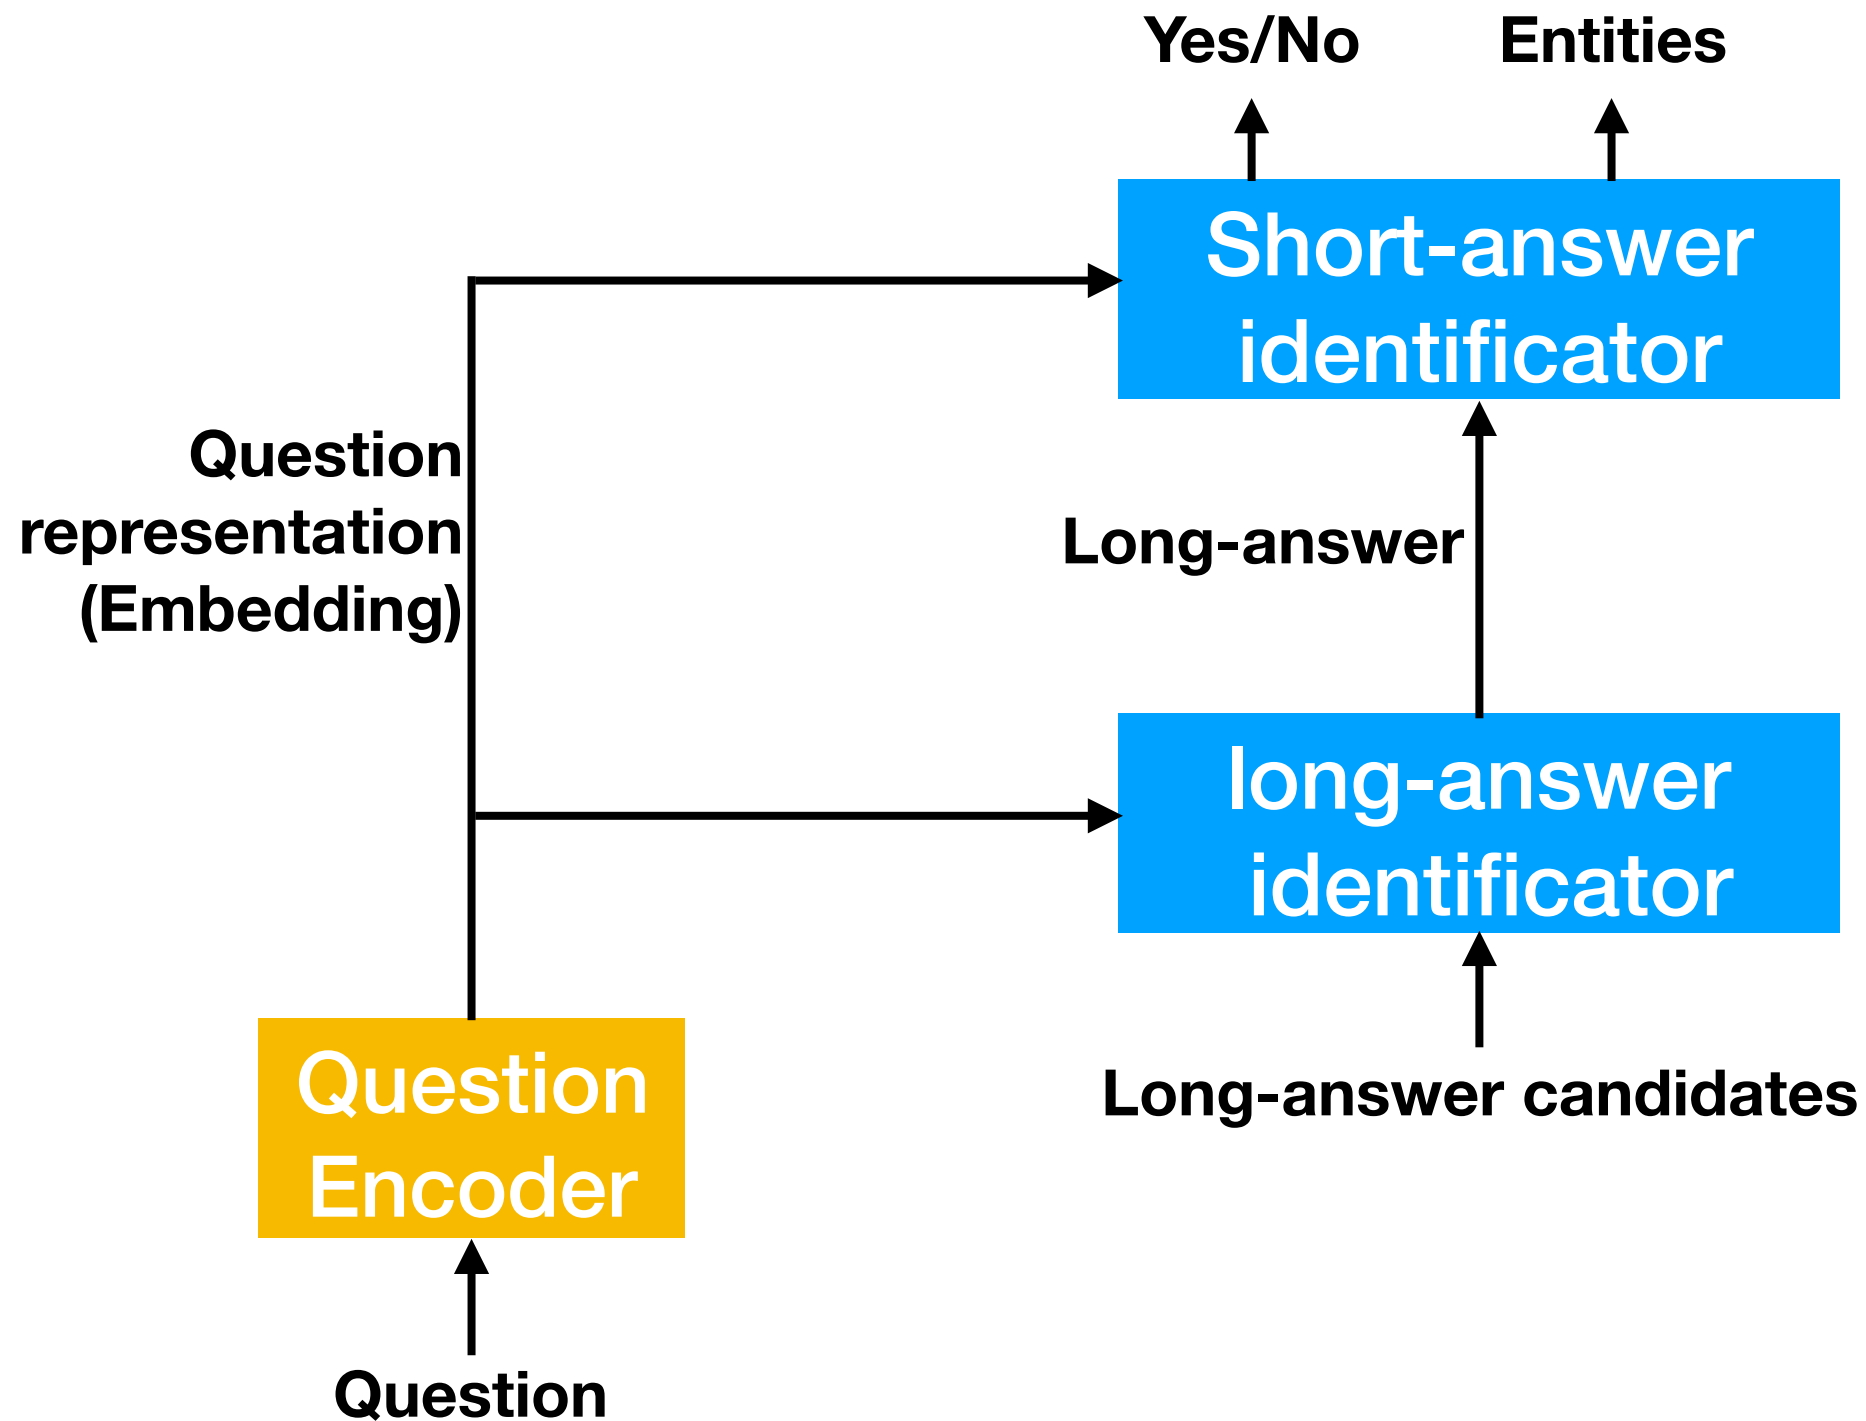 Yes/No
Entities
Short-answer
identificator
Question
representation
(Embedding)
Long-answer
long-answer
identificator
Question
Encoder
Long-answer candidates
Question